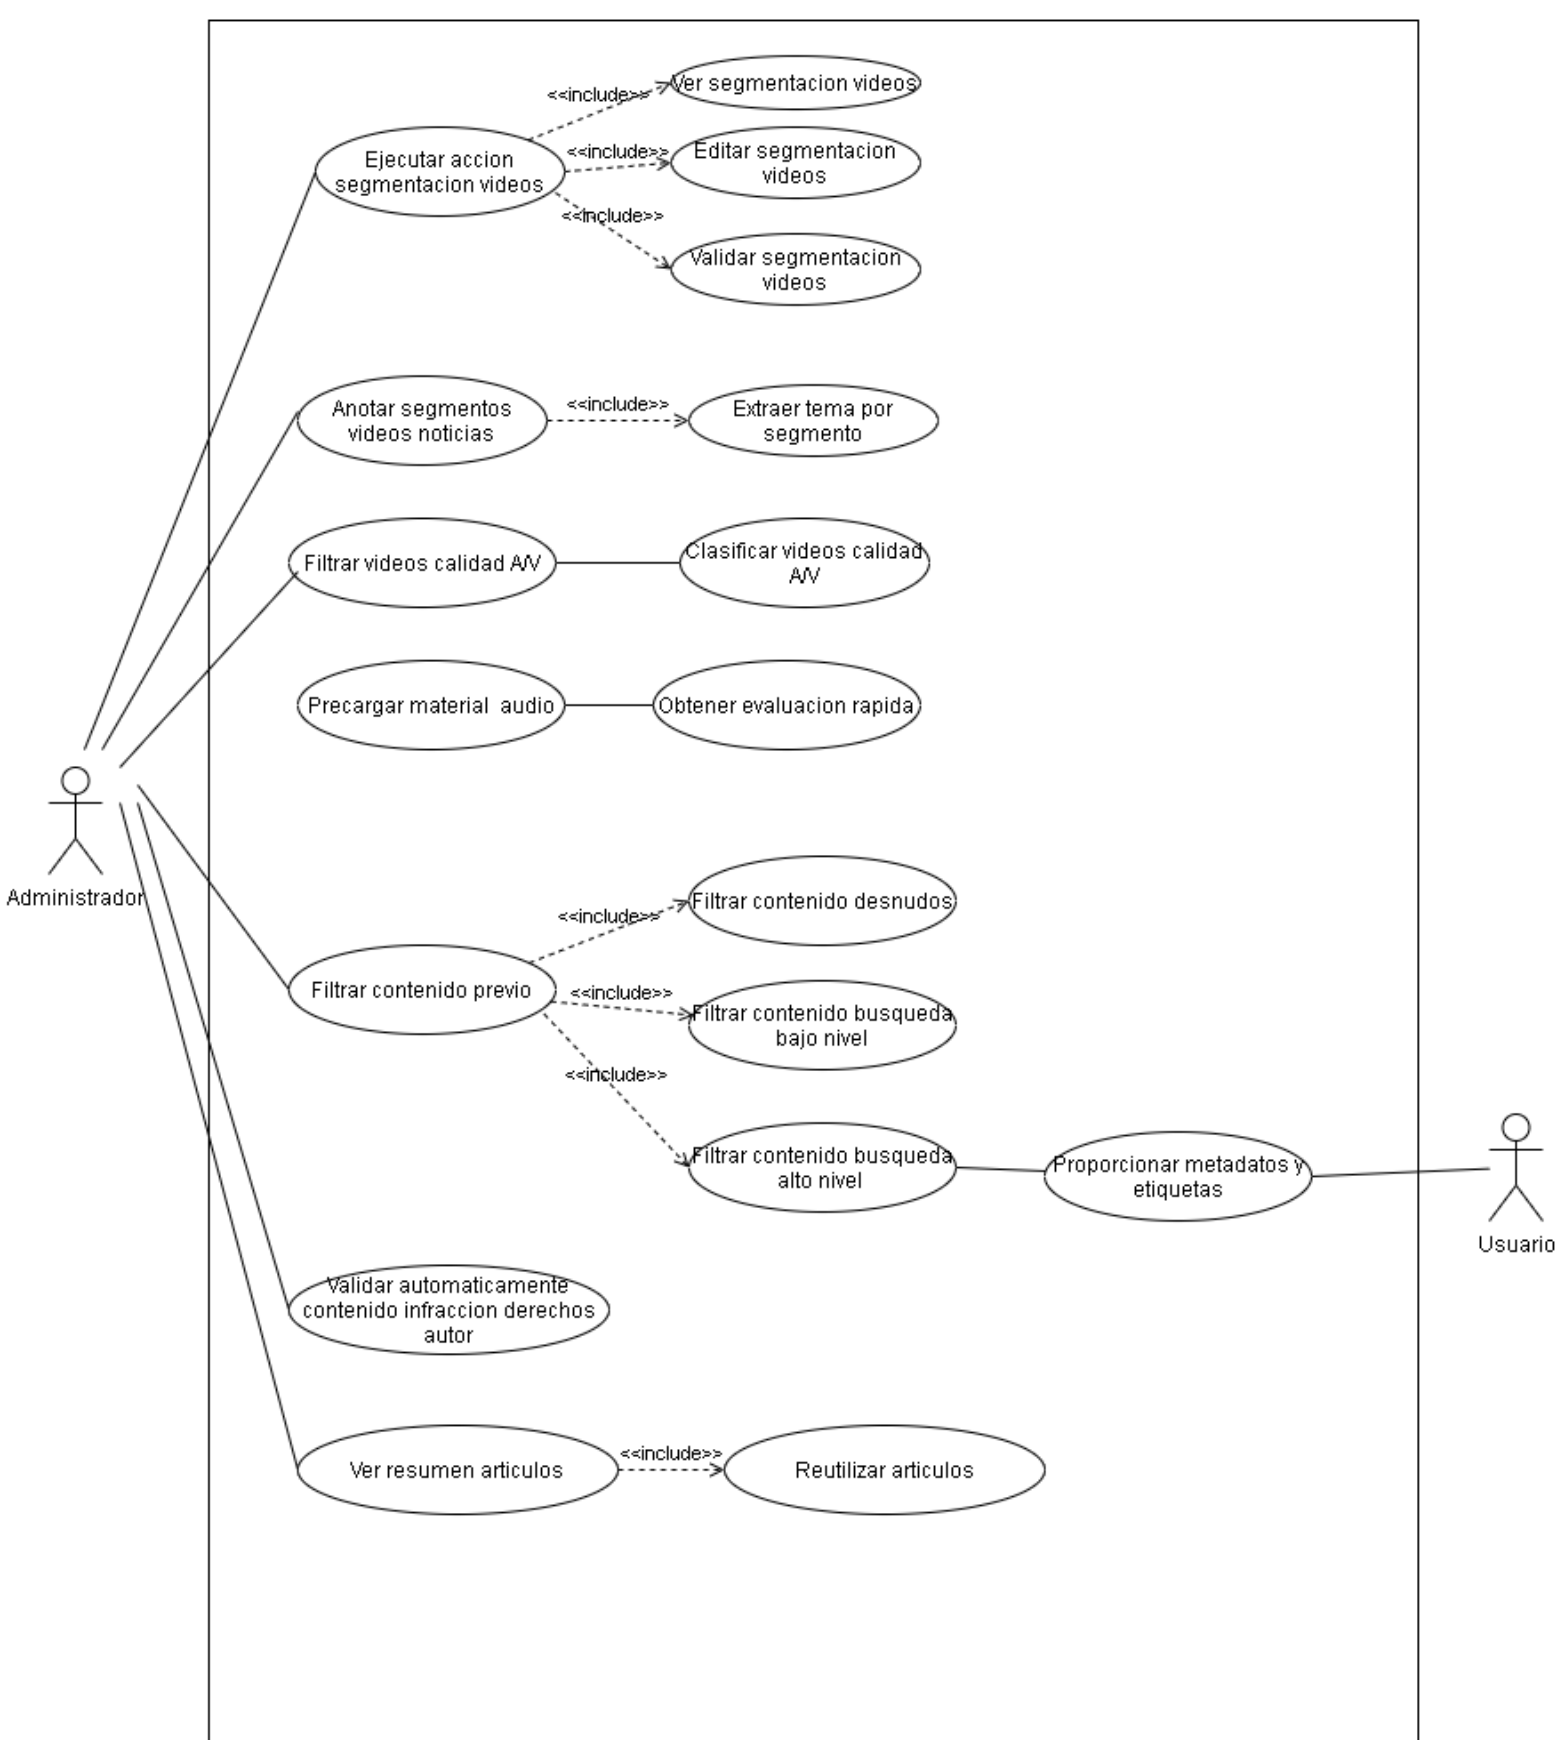 <<include>>
Ver segmentacion videos
Ejecutar accion
segmentacion videos
<<include>>
Editar segmentacion
videos
<<include>>
Validar segmentacion
videos
Anotar segmentos
videos noticias
<<include>>
Extraer tema por
segmento
Filtrar videos calidad A/V
Clasificar videos calidad
A/V
Precargar material  audio
Obtener evaluacion rapida
Administrador
<<include>>
Filtrar contenido desnudos
Filtrar contenido previo
<<include>>
Filtrar contenido busqueda
bajo nivel
<<include>>
Filtrar contenido busqueda
alto nivel
Proporcionar metadatos y
etiquetas
Usuario
Validar automaticamente
contenido infraccion derechos
autor
Ver resumen articulos
<<include>>
Reutilizar articulos